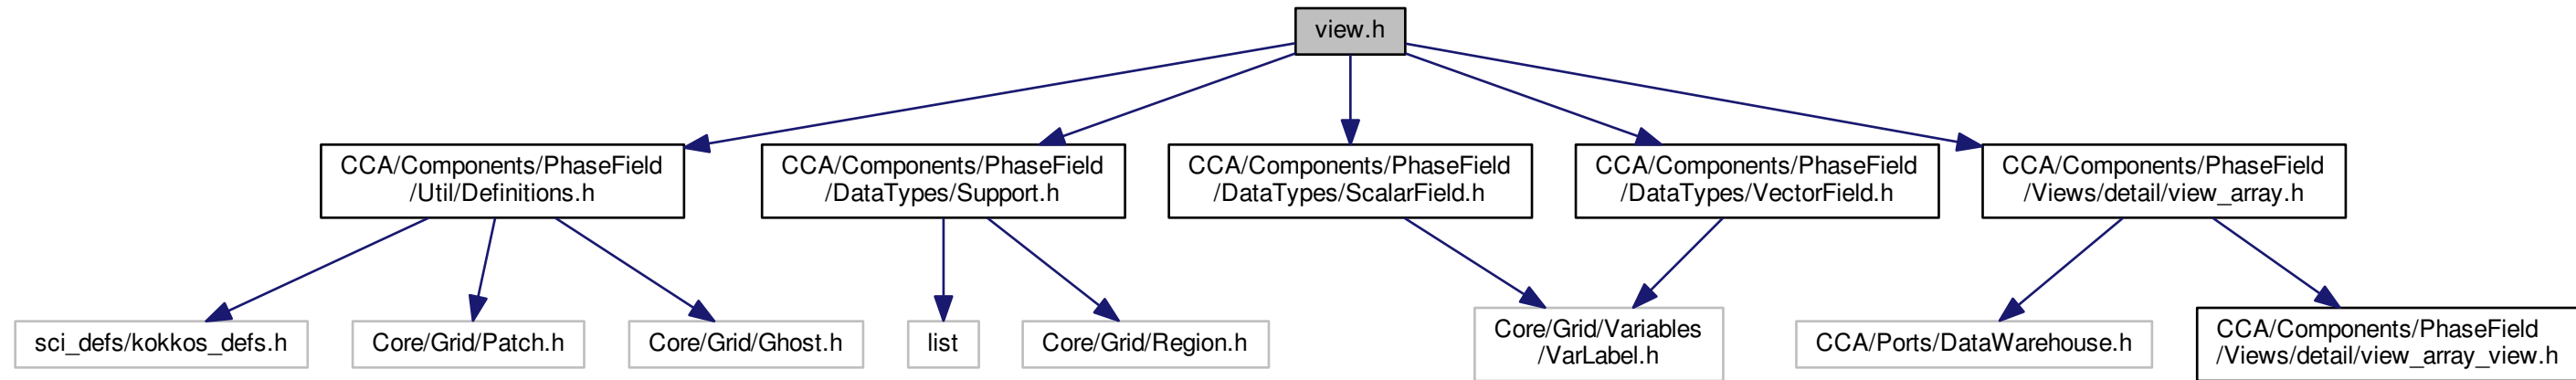 view.h
CCA/Components/PhaseField
/Util/Definitions.h
CCA/Components/PhaseField
/DataTypes/Support.h
CCA/Components/PhaseField
/DataTypes/ScalarField.h
CCA/Components/PhaseField
/DataTypes/VectorField.h
CCA/Components/PhaseField
/Views/detail/view_array.h
sci_defs/kokkos_defs.h
Core/Grid/Patch.h
Core/Grid/Ghost.h
list
Core/Grid/Region.h
Core/Grid/Variables
/VarLabel.h
CCA/Ports/DataWarehouse.h
CCA/Components/PhaseField
/Views/detail/view_array_view.h